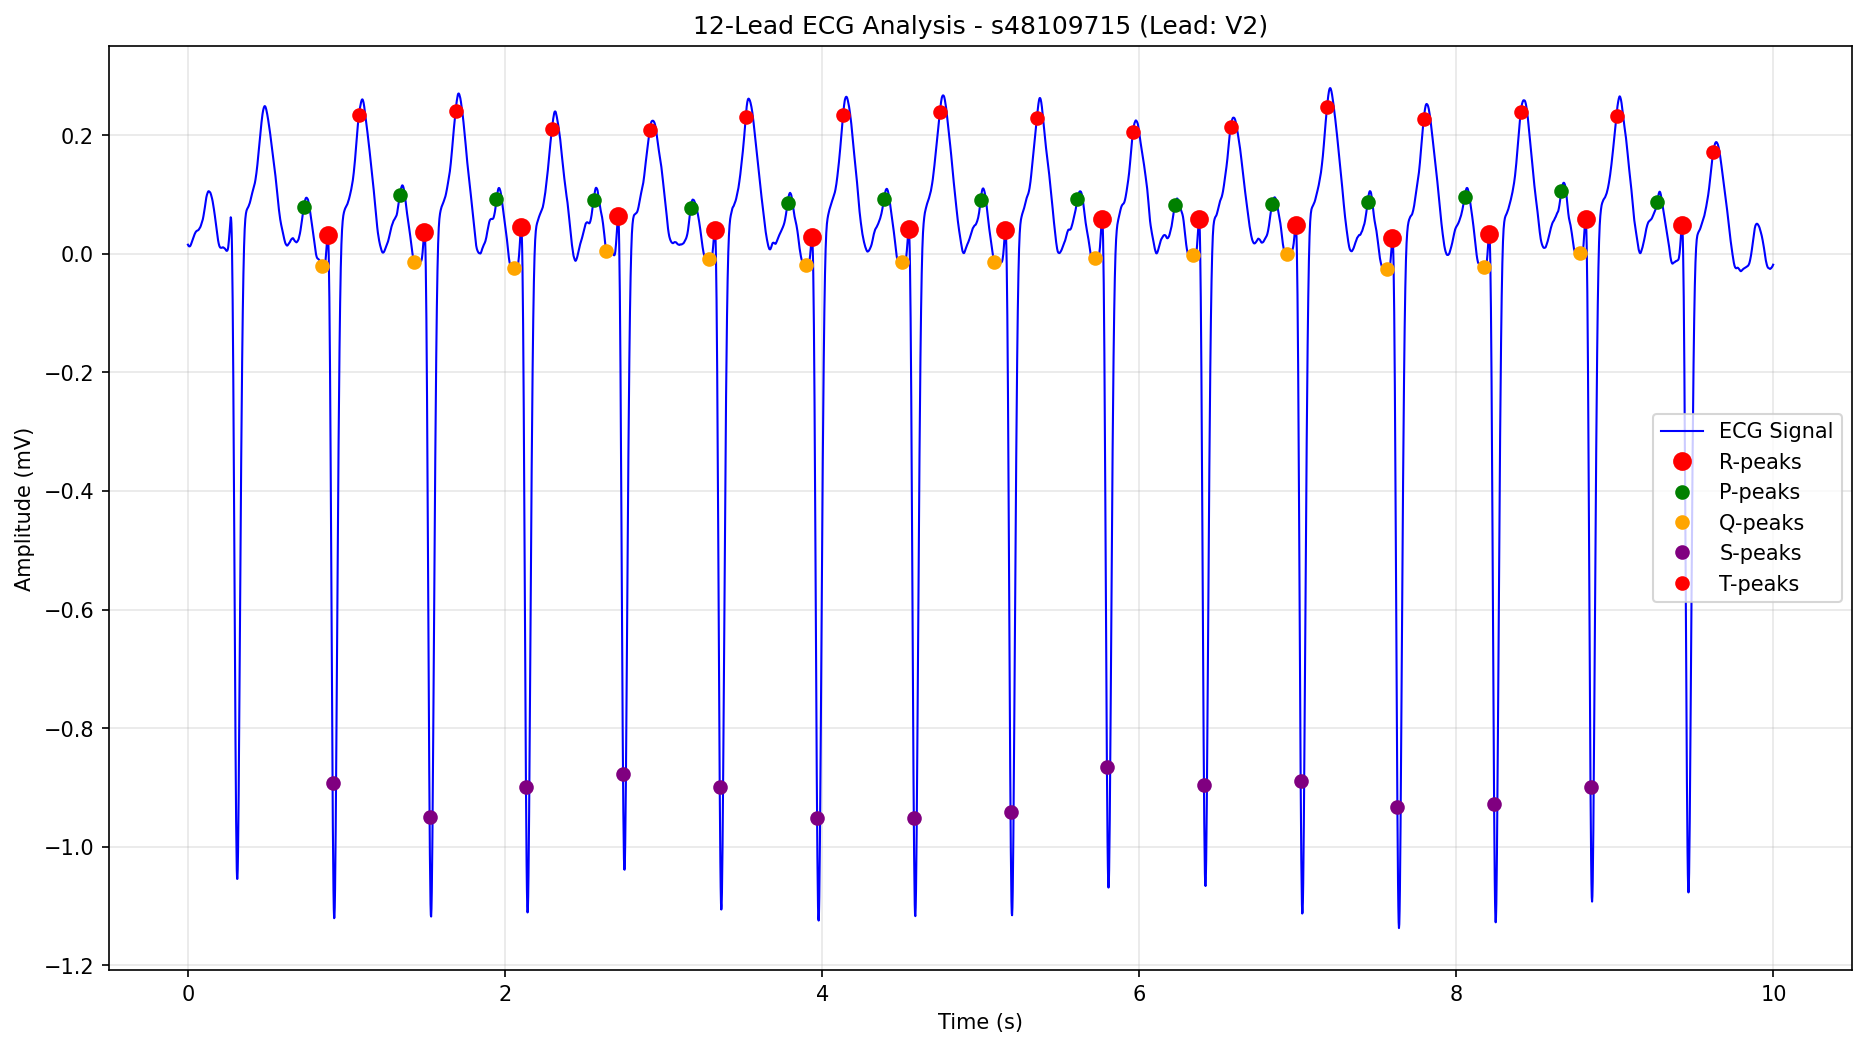 12-Lead ECG Analysis - s48109715 (Lead: V2)
Amplitude (mV)
0.2
0.0
−0.2
−0.4
−0.6
−0.8
−1.0
−1.2
ECG Signal
R-peaks
P-peaks
Q-peaks
S-peaks
T-peaks
0 2 4 6 8 10
Time (s)